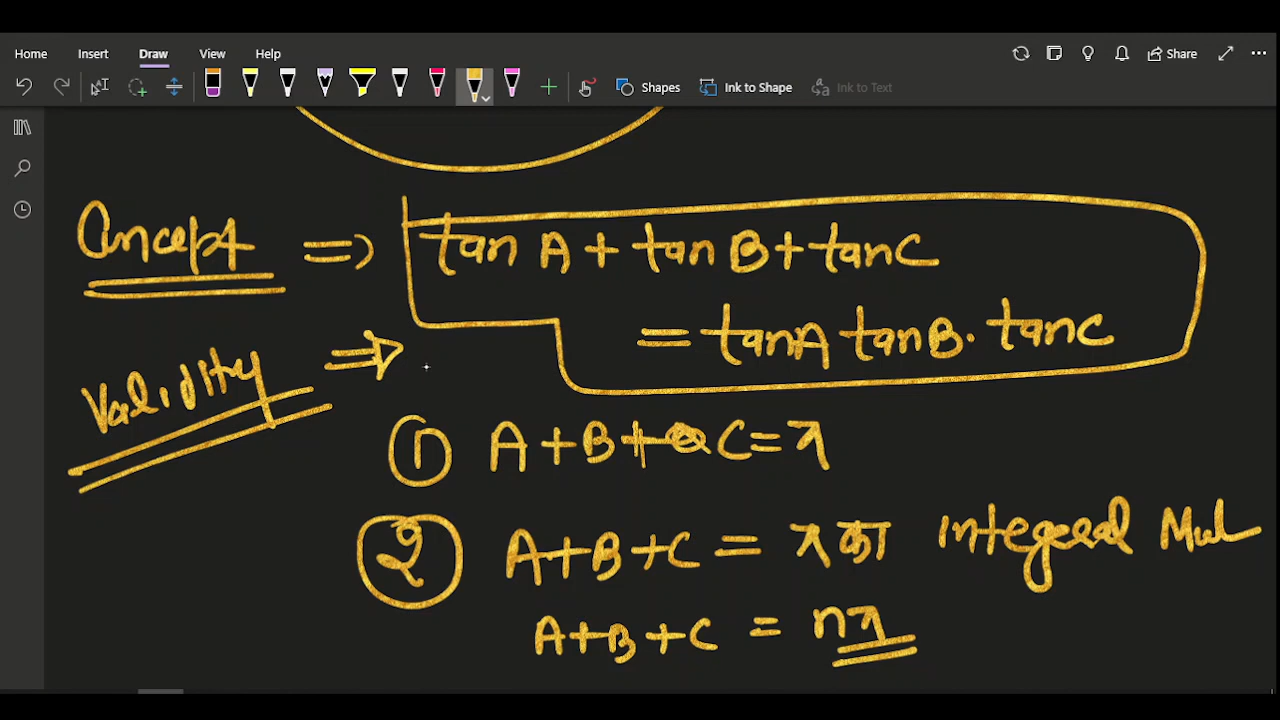 Home Insert Draw View Help Share
Shapes Ink to Shape Ink to Text
Concept => tan A + tan B + tan C
= tanA tanB. tanC
Validity =>
① A+B+C=π
② A+B+C = π का Integral Mul
A+B+C = nπ